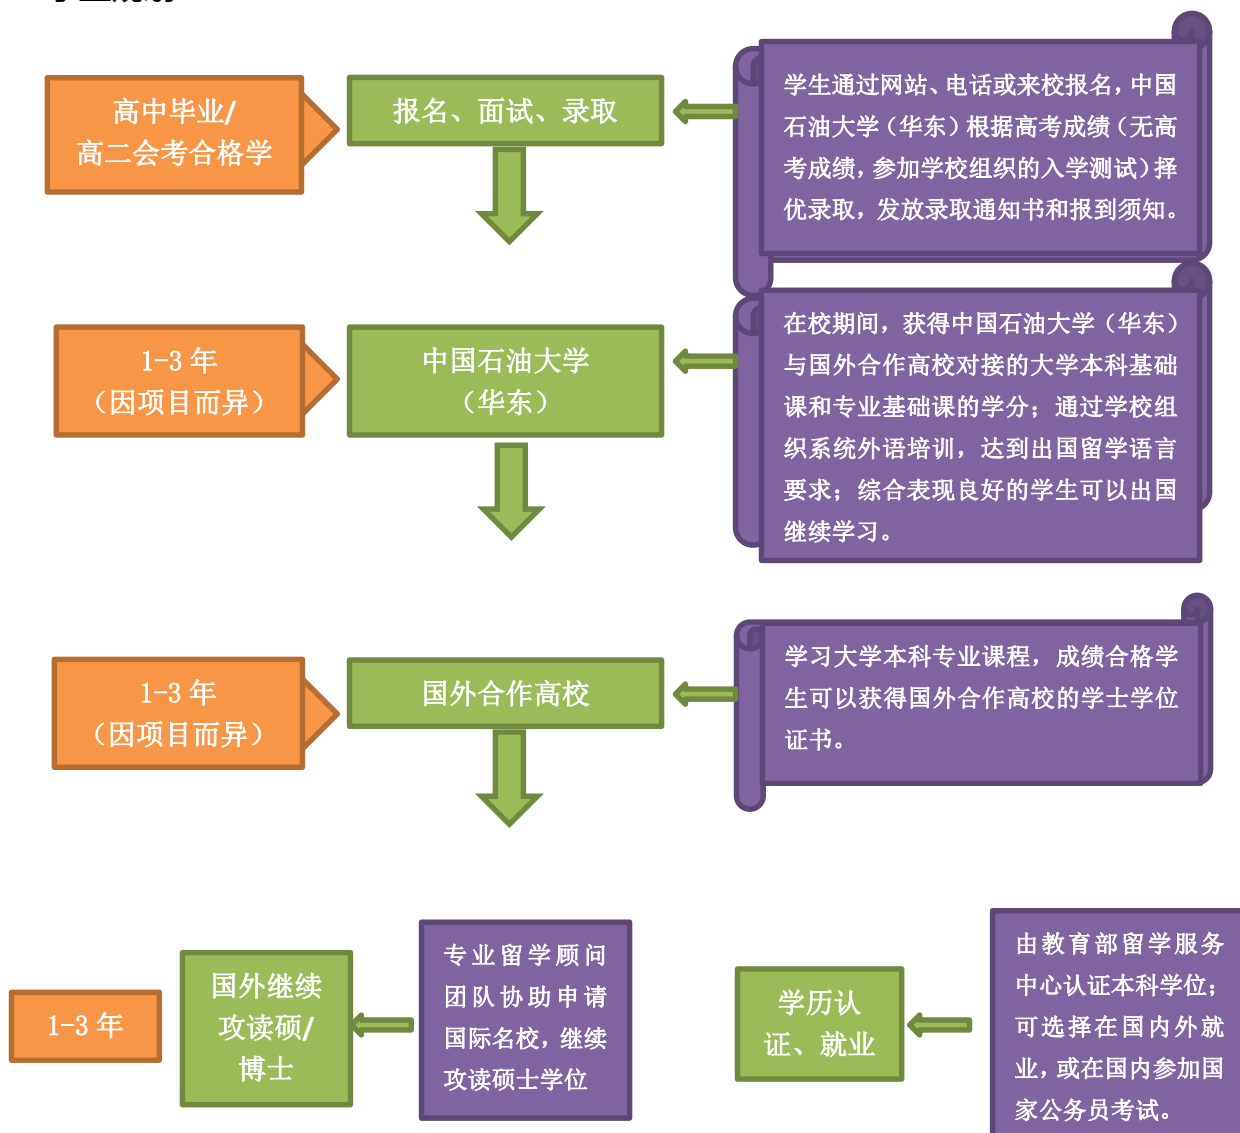 高中毕业/
高二会考合格学
报名、面试、录取
学生通过网站、电话或来校报名，中国
石油大学（华东）根据高考成绩（无高
考成绩，参加学校组织的入学测试）择
优录取，发放录取通知书和报到须知。
1-3 年
（因项目而异）
中国石油大学
（华东）
在校期间，获得中国石油大学（华东）
与国外合作高校对接的大学本科基础
课和专业基础课的学分；通过学校组
织系统外语培训，达到出国留学语言
要求；综合表现良好的学生可以出国
继续学习。
1-3 年
（因项目而异）
国外合作高校
学习大学本科专业课程，成绩合格学
生可以获得国外合作高校的学士学位
证书。
1-3 年
国外继续
攻读硕/
博士
专业留学顾问
团队协助申请
国际名校，继续
攻读硕士学位
学历认
证、就业
由教育部留学服务
中心认证本科学位；
可选择在国内外就
业，或在国内参加国
家公务员考试。